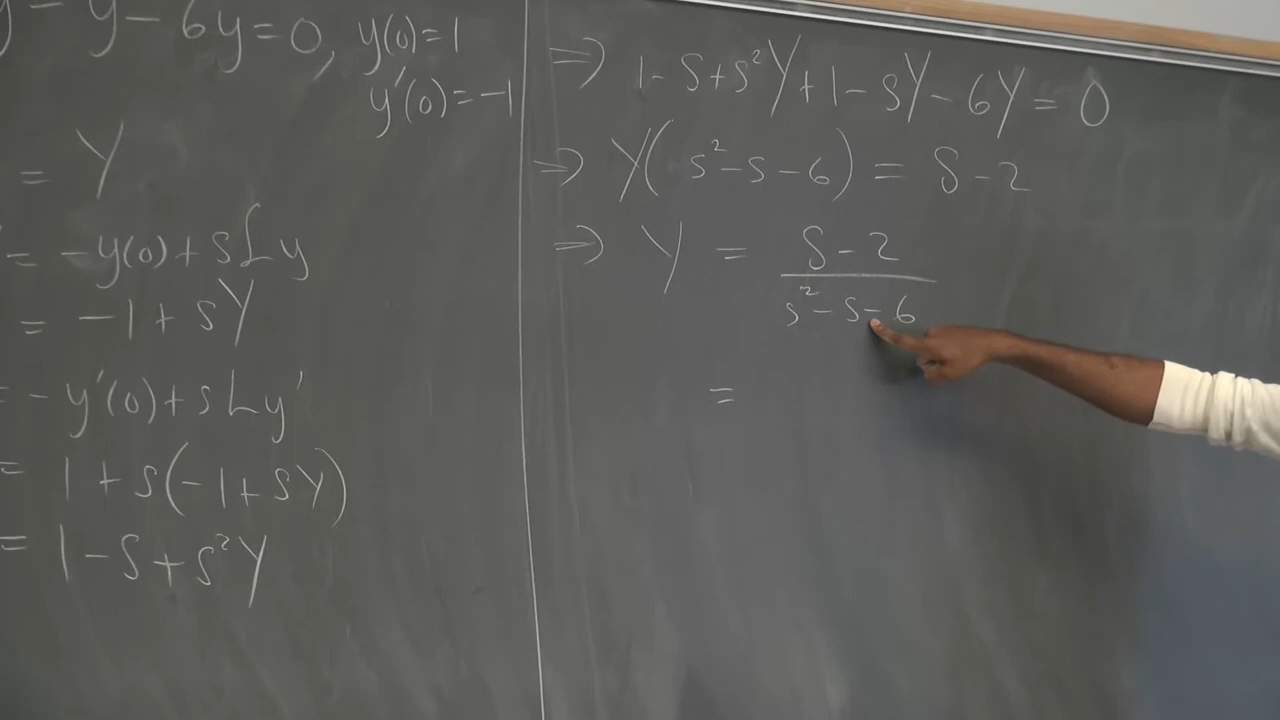 y − y − 6y = 0, y(0) = 1
y′(0) = −1
= Y
= −y(0) + sLy
= −1 + sY
= −y′(0) + sLy′
= 1 + s(−1 + sY)
= 1 − s + s²Y
⇒ 1 − s + s²Y + 1 − sY − 6Y = 0
⇒ Y(s² − s − 6) = s − 2
⇒ Y = s − 2
s² − s − 6
=